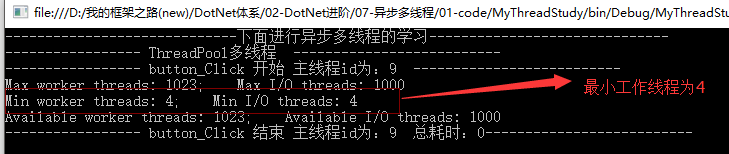 file:///D:/我的框架之路(new)/DotNet体系/02-DotNet进阶/07-异步多线程/01-code/MyThreadStudy/bin/Debug/MyThreadStu
----------------------------下面进行异步多线程的学习-----------------------------
---------------- ThreadPool多线程 -------------------------
---------------- button_Click 开始 主线程id为：9 -------------------------
Max worker threads: 1023; Max I/O threads: 1000
最小工作线程为4
Min worker threads: 4; Min I/O threads: 4
Available worker threads: 1023; Available I/O threads: 1000
---------------- button_Click 结束 主线程id为：9 总耗时：0-------------------------